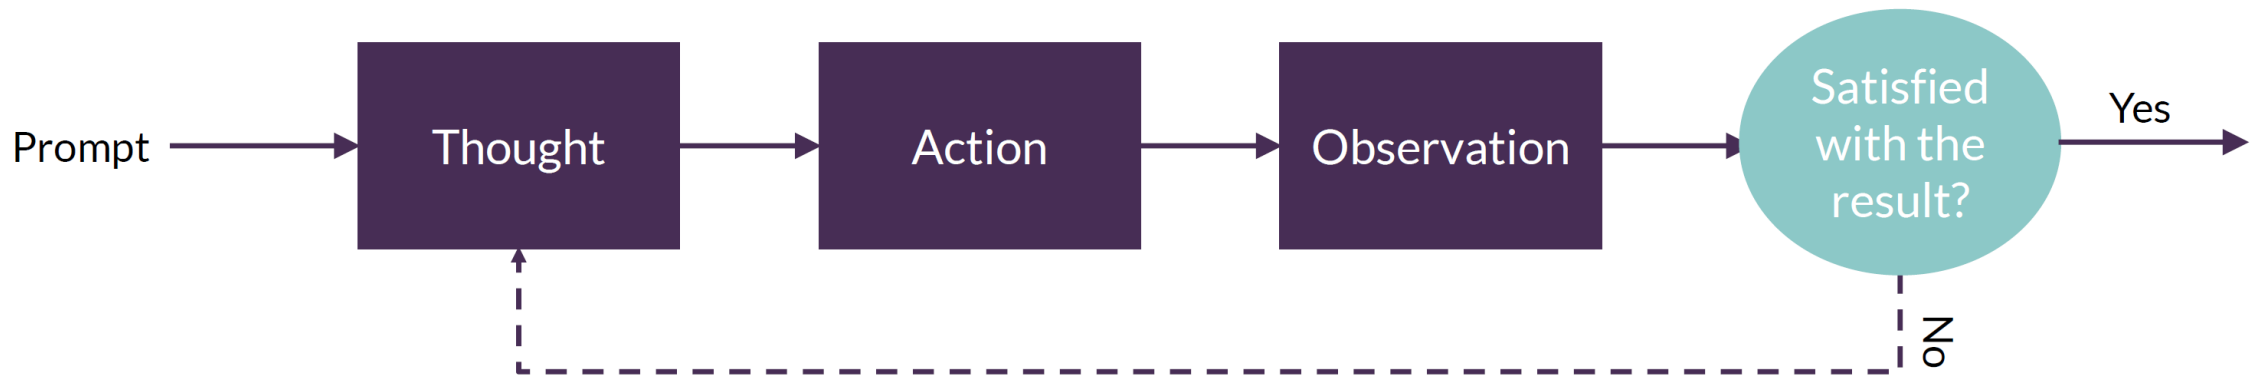 Prompt
Thought
Action
Observation
Satisfied
with the
result?
Yes
No